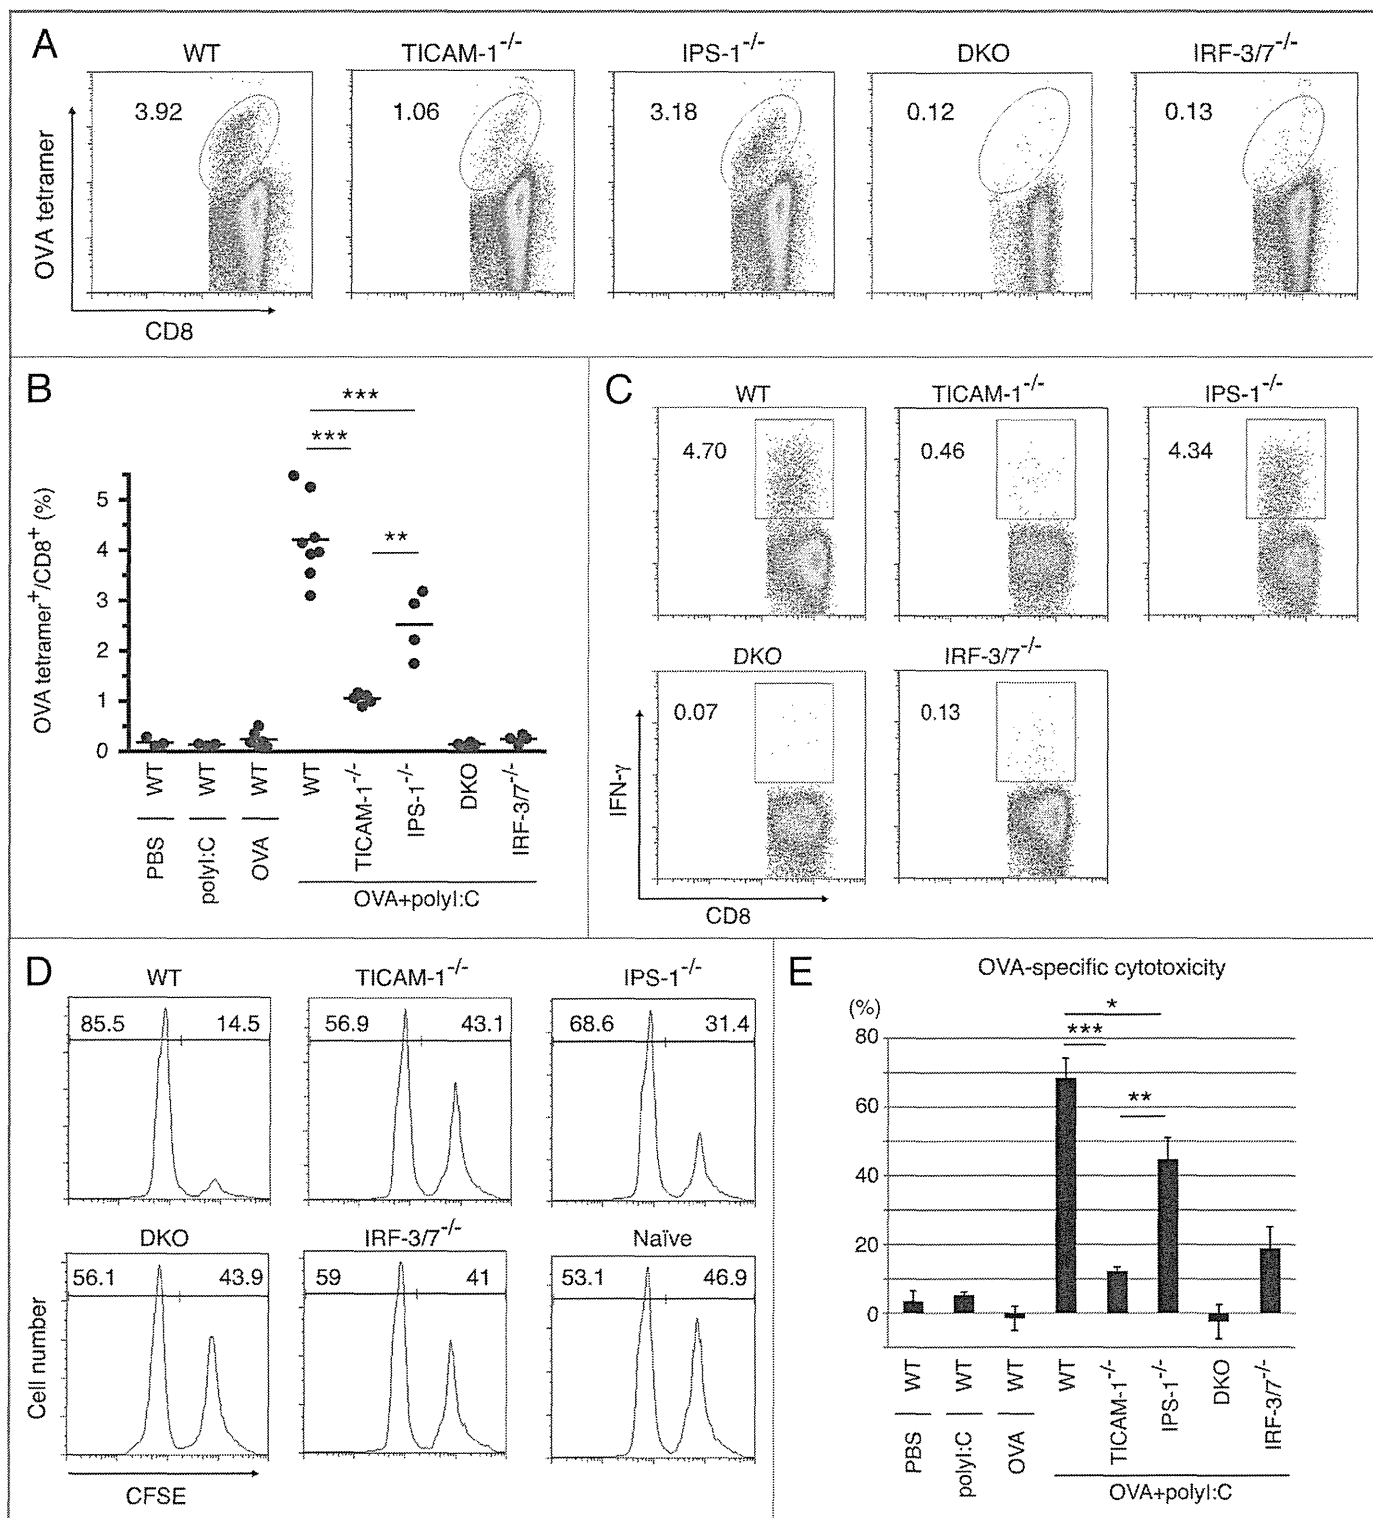 A
WT
TICAM-1-/-
IPS-1-/-
DKO
IRF-3/7-/-
3.92
1.06
3.18
0.12
0.13
OVA tetramer
CD8
B
***
***
**
OVA tetramer+/CD8+ (%)
5
4
3
2
1
0
WT
WT
WT
WT
TICAM-1-/-
IPS-1-/-
DKO
IRF-3/7-/-
PBS
polyI:C
OVA
OVA+polyI:C
C
WT
TICAM-1-/-
IPS-1-/-
4.70
0.46
4.34
DKO
IRF-3/7-/-
0.07
0.13
IFN-γ
CD8
D
WT
TICAM-1-/-
IPS-1-/-
85.5 14.5
56.9 43.1
68.6 31.4
DKO
IRF-3/7-/-
Naïve
56.1 43.9
59 41
53.1 46.9
Cell number
CFSE
E
OVA-specific cytotoxicity
(%)
*
***
**
80
60
40
20
0
WT
WT
WT
WT
TICAM-1-/-
IPS-1-/-
DKO
IRF-3/7-/-
PBS
polyI:C
OVA
OVA+polyI:C